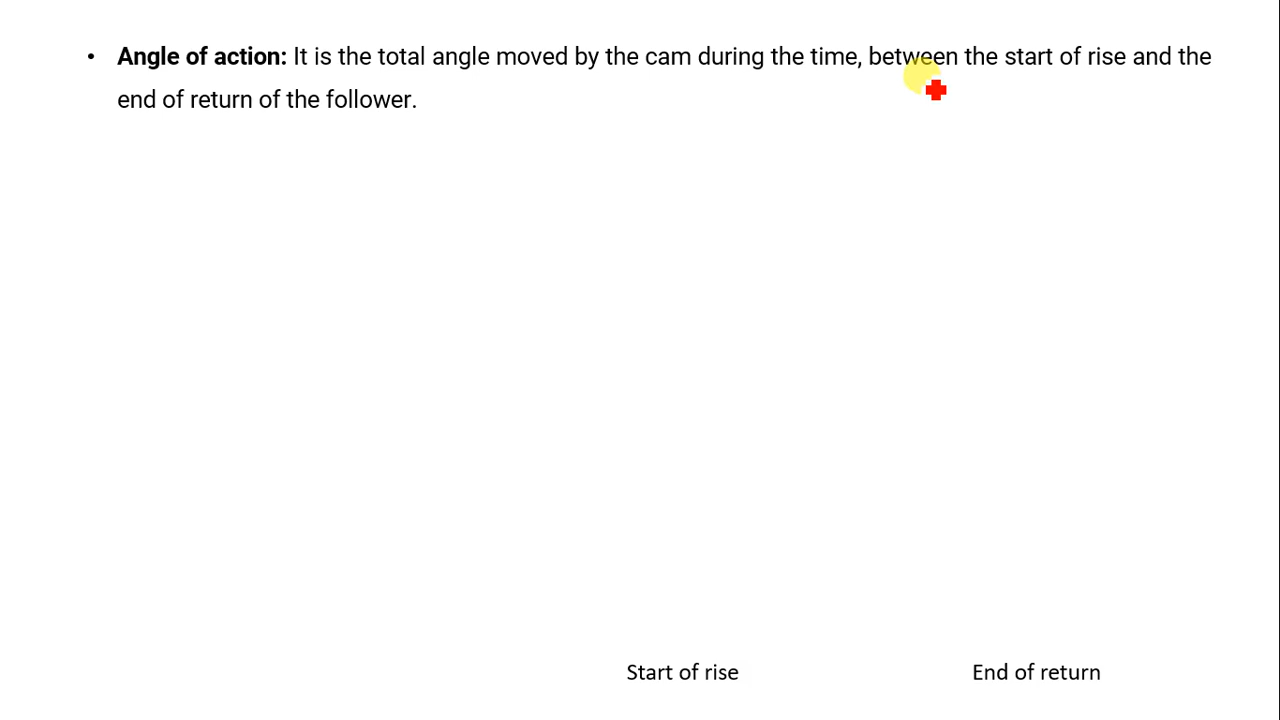 • Angle of action: It is the total angle moved by the cam during the time, between the start of rise and the
end of return of the follower.
Start of rise
End of return